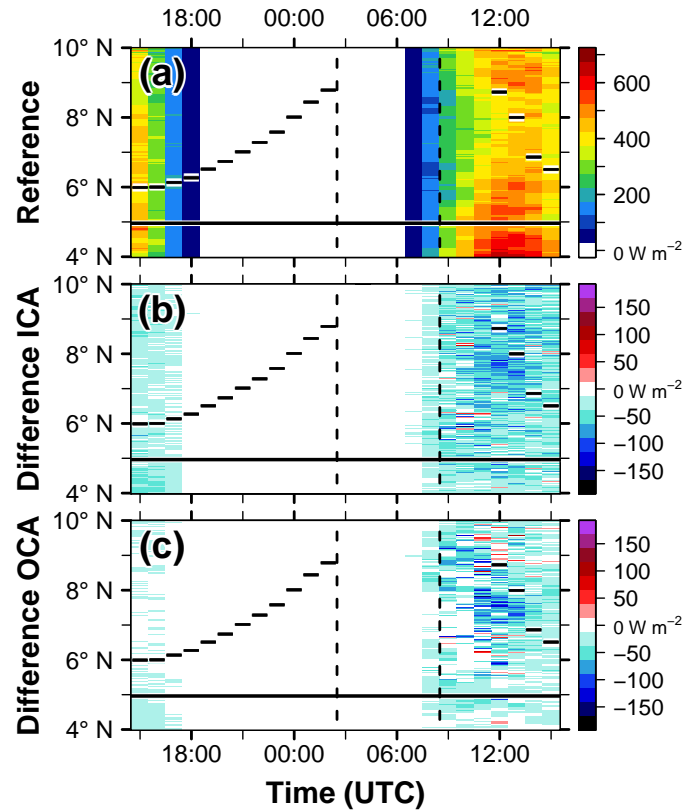 18:00 00:00 06:00 12:00
Reference
10° N
8° N
6° N
4° N
(a)
600
400
200
0 W m−2
Difference ICA
10° N
8° N
6° N
4° N
(b)
150
100
50
0 W m−2
−50
−100
−150
Difference OCA
10° N
8° N
6° N
4° N
(c)
150
100
50
0 W m−2
−50
−100
−150
18:00 00:00 06:00 12:00
Time (UTC)